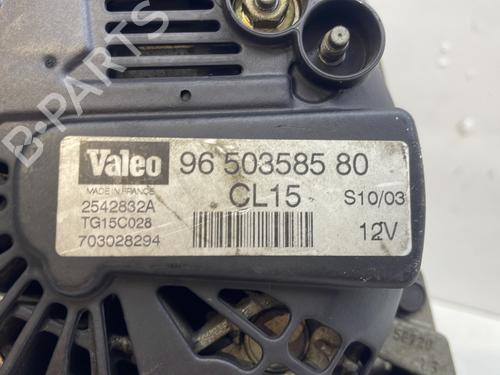 B-PARTS
Valeo 96 503585 80
MADE IN FRANCE
CL15
S10/03
2542832A
TG15C028
703028294
12V